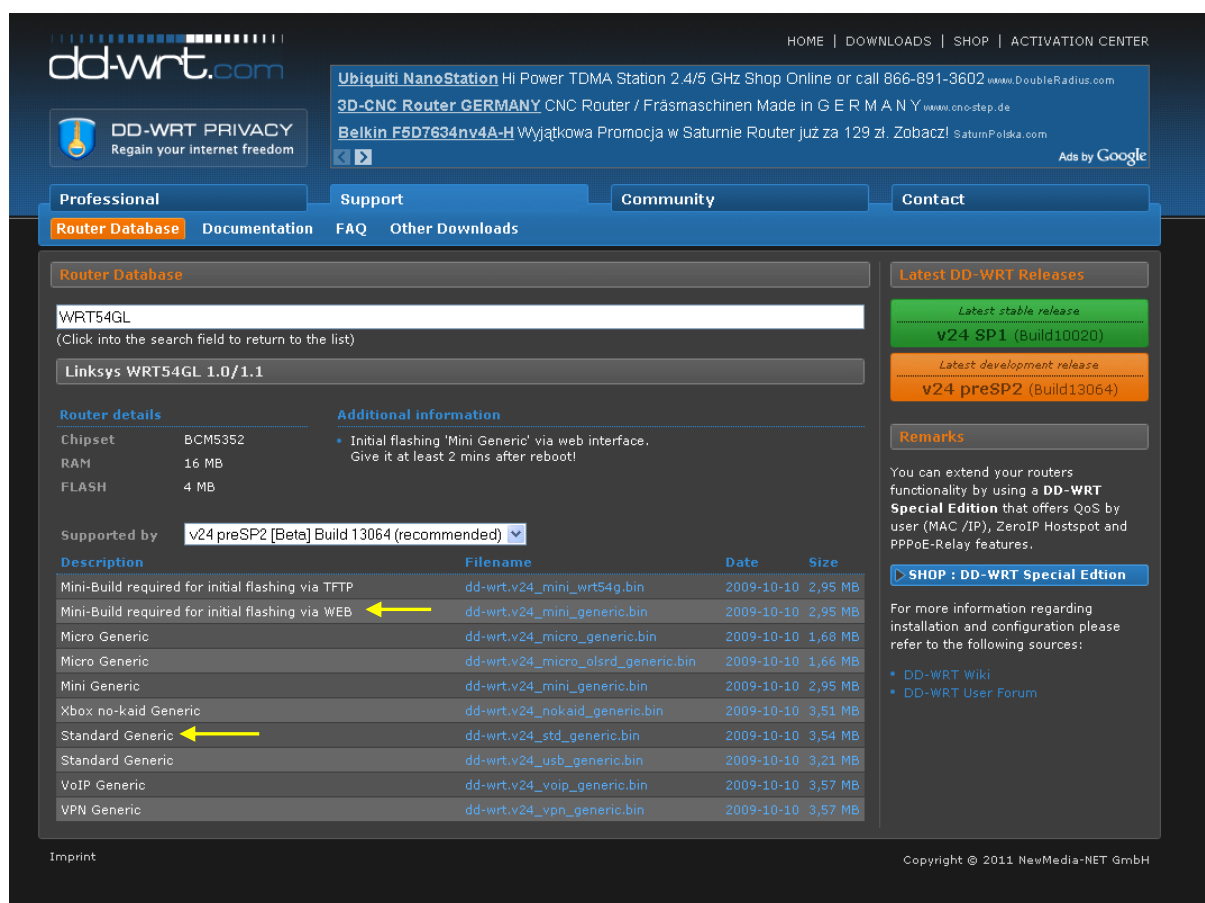 HOME | DOWNLOADS | SHOP | ACTIVATION CENTER
dd-wrt.com
Ubiquiti NanoStation Hi Power TDMA Station 2.4/5 GHz Shop Online or call 866-891-3602 www.DoubleRadius.com
3D-CNC Router GERMANY CNC Router / Fräsmaschinen Made in G E R M A N Y www.cnc-step.de
Belkin F5D7634nv4A-H Wyjątkowa Promocja w Saturnie Router już za 129 zł. Zobacz! SaturnPolska.com
Ads by Google
DD-WRT PRIVACY
Regain your internet freedom
Professional Support Community Contact
Router Database Documentation FAQ Other Downloads
Router Database
WRT54GL
(Click into the search field to return to the list)
Linksys WRT54GL 1.0/1.1
Router details Additional information
Chipset BCM5352
RAM 16 MB
FLASH 4 MB
Initial flashing 'Mini Generic' via web interface.
Give it at least 2 mins after reboot!
Supported by v24 preSP2 [Beta] Build 13064 (recommended)
Description Filename Date Size
Mini-Build required for initial flashing via TFTP dd-wrt.v24_mini_wrt54g.bin 2009-10-10 2,95 MB
Mini-Build required for initial flashing via WEB dd-wrt.v24_mini_generic.bin 2009-10-10 2,95 MB
Micro Generic dd-wrt.v24_micro_generic.bin 2009-10-10 1,68 MB
Micro Generic dd-wrt.v24_micro_olsrd_generic.bin 2009-10-10 1,66 MB
Mini Generic dd-wrt.v24_mini_generic.bin 2009-10-10 2,95 MB
Xbox no-kaid Generic dd-wrt.v24_nokaid_generic.bin 2009-10-10 3,51 MB
Standard Generic dd-wrt.v24_std_generic.bin 2009-10-10 3,54 MB
Standard Generic dd-wrt.v24_usb_generic.bin 2009-10-10 3,21 MB
VoIP Generic dd-wrt.v24_voip_generic.bin 2009-10-10 3,57 MB
VPN Generic dd-wrt.v24_vpn_generic.bin 2009-10-10 3,57 MB
Latest DD-WRT Releases
Latest stable release
v24 SP1 (Build10020)
Latest development release
v24 preSP2 (Build13064)
Remarks
You can extend your routers
functionality by using a DD-WRT
Special Edition that offers QoS by
user (MAC /IP), ZeroIP Hostspot and
PPPoE-Relay features.
SHOP : DD-WRT Special Edtion
For more information regarding
installation and configuration please
refer to the following sources:
DD-WRT Wiki
DD-WRT User Forum
Imprint
Copyright © 2011 NewMedia-NET GmbH